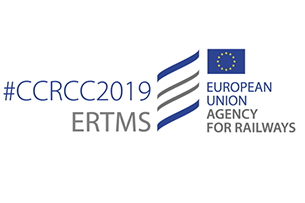 #CCRCC2019
ERTMS
EUROPEAN
UNION
AGENCY
FOR RAILWAYS